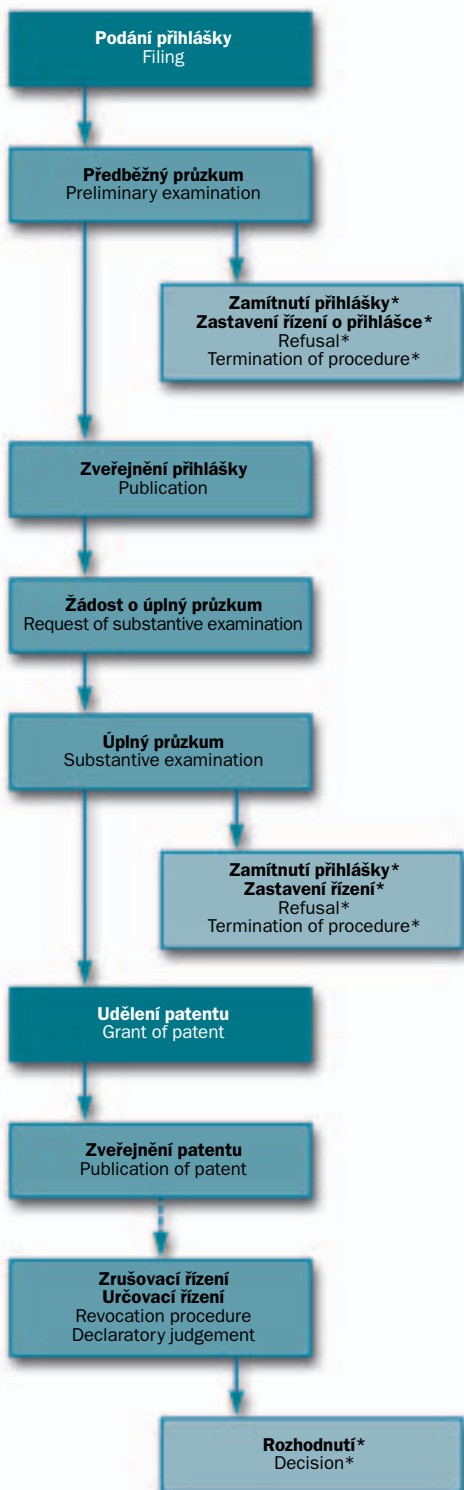 Podání přihlášky
Filing
Předběžný průzkum
Preliminary examination
Zamítnutí přihlášky*
Zastavení řízení o přihlášce*
Refusal*
Termination of procedure*
Zveřejnění přihlášky
Publication
Žádost o úplný průzkum
Request of substantive examination
Úplný průzkum
Substantive examination
Zamítnutí přihlášky*
Zastavení řízení*
Refusal*
Termination of procedure*
Udělení patentu
Grant of patent
Zveřejnění patentu
Publication of patent
Zrušovací řízení
Určovací řízení
Revocation procedure
Declaratory judgement
Rozhodnutí*
Decision*